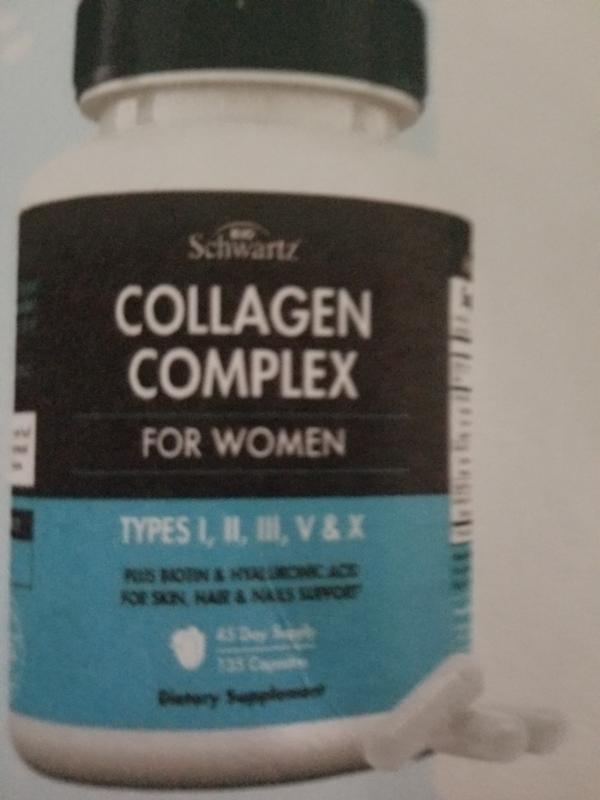 BIO
Schwartz
COLLAGEN
COMPLEX
FOR WOMEN
TYPES I, II, III, V & X
PLUS BIOTIN & HYALURONIC ACID
FOR SKIN, HAIR & NAILS SUPPORT*
45 Day Supply
135 Capsules
Dietary Supplement